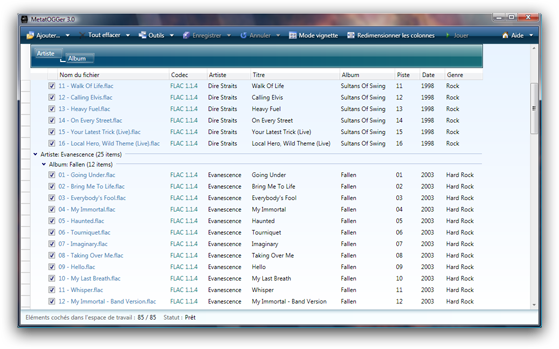 MetatOGGer 3.0
Ajouter... Tout effacer Outils Enregistrer Annuler Mode vignette Redimensionner les colonnes Jouer Aide
Artiste
Album
Nom du fichier Codec Artiste Titre Album Piste Date Genre
11 - Walk Of Life.flac FLAC 1.1.4 Dire Straits Walk Of Life Sultans Of Swing 11 1998 Rock
12 - Calling Elvis.flac FLAC 1.1.4 Dire Straits Calling Elvis Sultans Of Swing 12 1998 Rock
13 - Heavy Fuel.flac FLAC 1.1.4 Dire Straits Heavy Fuel Sultans Of Swing 13 1998 Rock
14 - On Every Street.flac FLAC 1.1.4 Dire Straits On Every Street Sultans Of Swing 14 1998 Rock
15 - Your Latest Trick (Live).flac FLAC 1.1.4 Dire Straits Your Latest Trick (Live) Sultans Of Swing 15 1998 Rock
16 - Local Hero, Wild Theme (Live).flac FLAC 1.1.4 Dire Straits Local Hero, Wild Theme (Live) Sultans Of Swing 16 1998 Rock
Artiste: Evanescence (25 items)
Album: Fallen (12 items)
01 - Going Under.flac FLAC 1.1.4 Evanescence Going Under Fallen 01 2003 Hard Rock
02 - Bring Me To Life.flac FLAC 1.1.4 Evanescence Bring Me To Life Fallen 02 2003 Hard Rock
03 - Everybody's Fool.flac FLAC 1.1.4 Evanescence Everybody's Fool Fallen 03 2003 Hard Rock
04 - My Immortal.flac FLAC 1.1.4 Evanescence My Immortal Fallen 04 2003 Hard Rock
05 - Haunted.flac FLAC 1.1.4 Evanescence Haunted Fallen 05 2003 Hard Rock
06 - Tourniquet.flac FLAC 1.1.4 Evanescence Tourniquet Fallen 06 2003 Hard Rock
07 - Imaginary.flac FLAC 1.1.4 Evanescence Imaginary Fallen 07 2003 Hard Rock
08 - Taking Over Me.flac FLAC 1.1.4 Evanescence Taking Over Me Fallen 08 2003 Hard Rock
09 - Hello.flac FLAC 1.1.4 Evanescence Hello Fallen 09 2003 Hard Rock
10 - My Last Breath.flac FLAC 1.1.4 Evanescence My Last Breath Fallen 10 2003 Hard Rock
11 - Whisper.flac FLAC 1.1.4 Evanescence Whisper Fallen 11 2003 Hard Rock
12 - My Immortal - Band Version.flac FLAC 1.1.4 Evanescence My Immortal - Band Version Fallen 12 2003 Hard Rock
Eléments cochés dans l'espace de travail : 85 / 85 Statut : Prêt